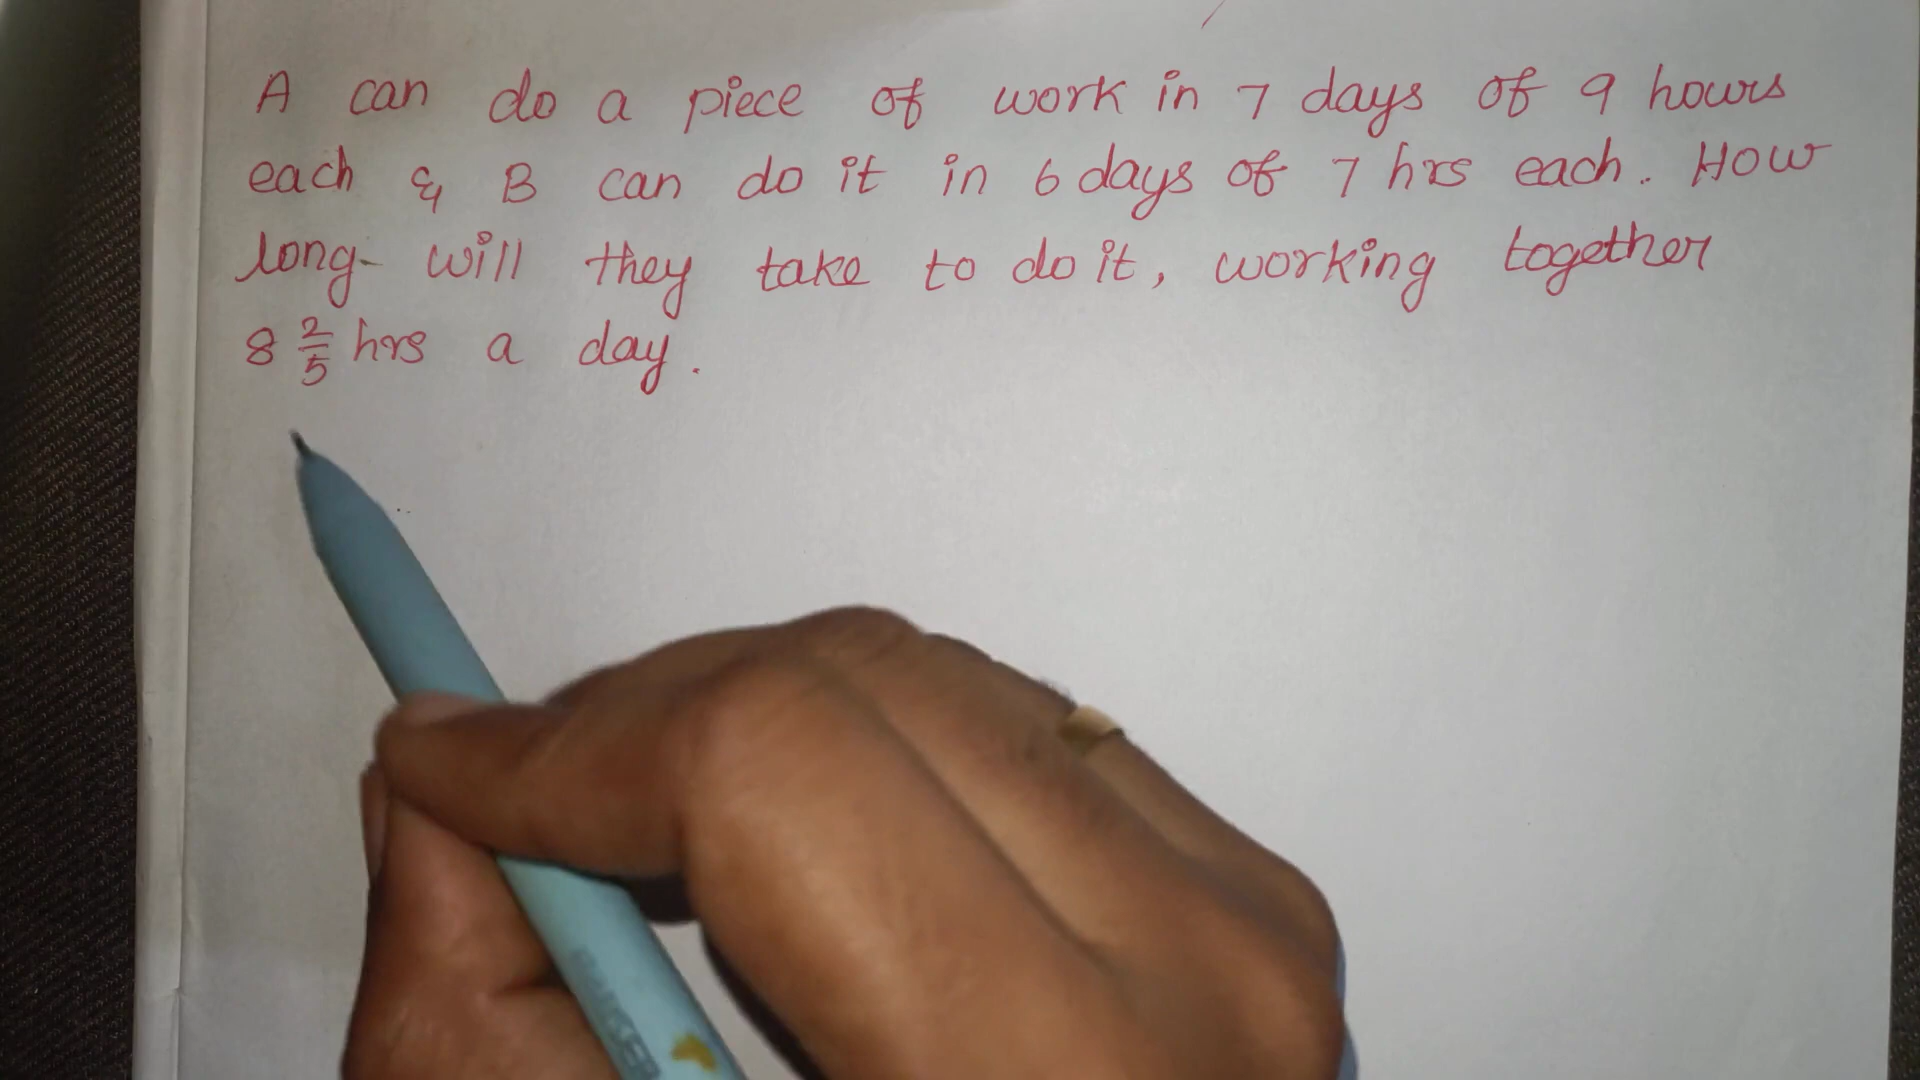 A can do a piece of work in 7 days of 9 hours
each & B can do it in 6 days of 7 hrs each. How
long will they take to do it, working together
8 2/5 hrs a day.